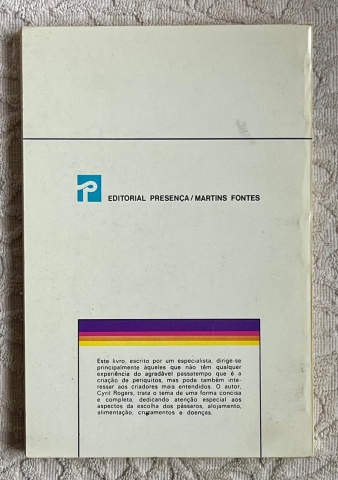 EDITORIAL PRESENÇA/MARTINS FONTES
Este livro, escrito por um especialista, dirige-se
principalmente àqueles que não têm qualquer
experiência do agradável passatempo que é a
criação de periquitos, mas pode também inte-
ressar aos criadores mais entendidos. O autor,
Cyril Rogers, trata o tema de uma forma concisa
e completa, dedicando atenção especial aos
aspectos da escolha dos pássaros, alojamento,
alimentação, cruzamentos e doenças.